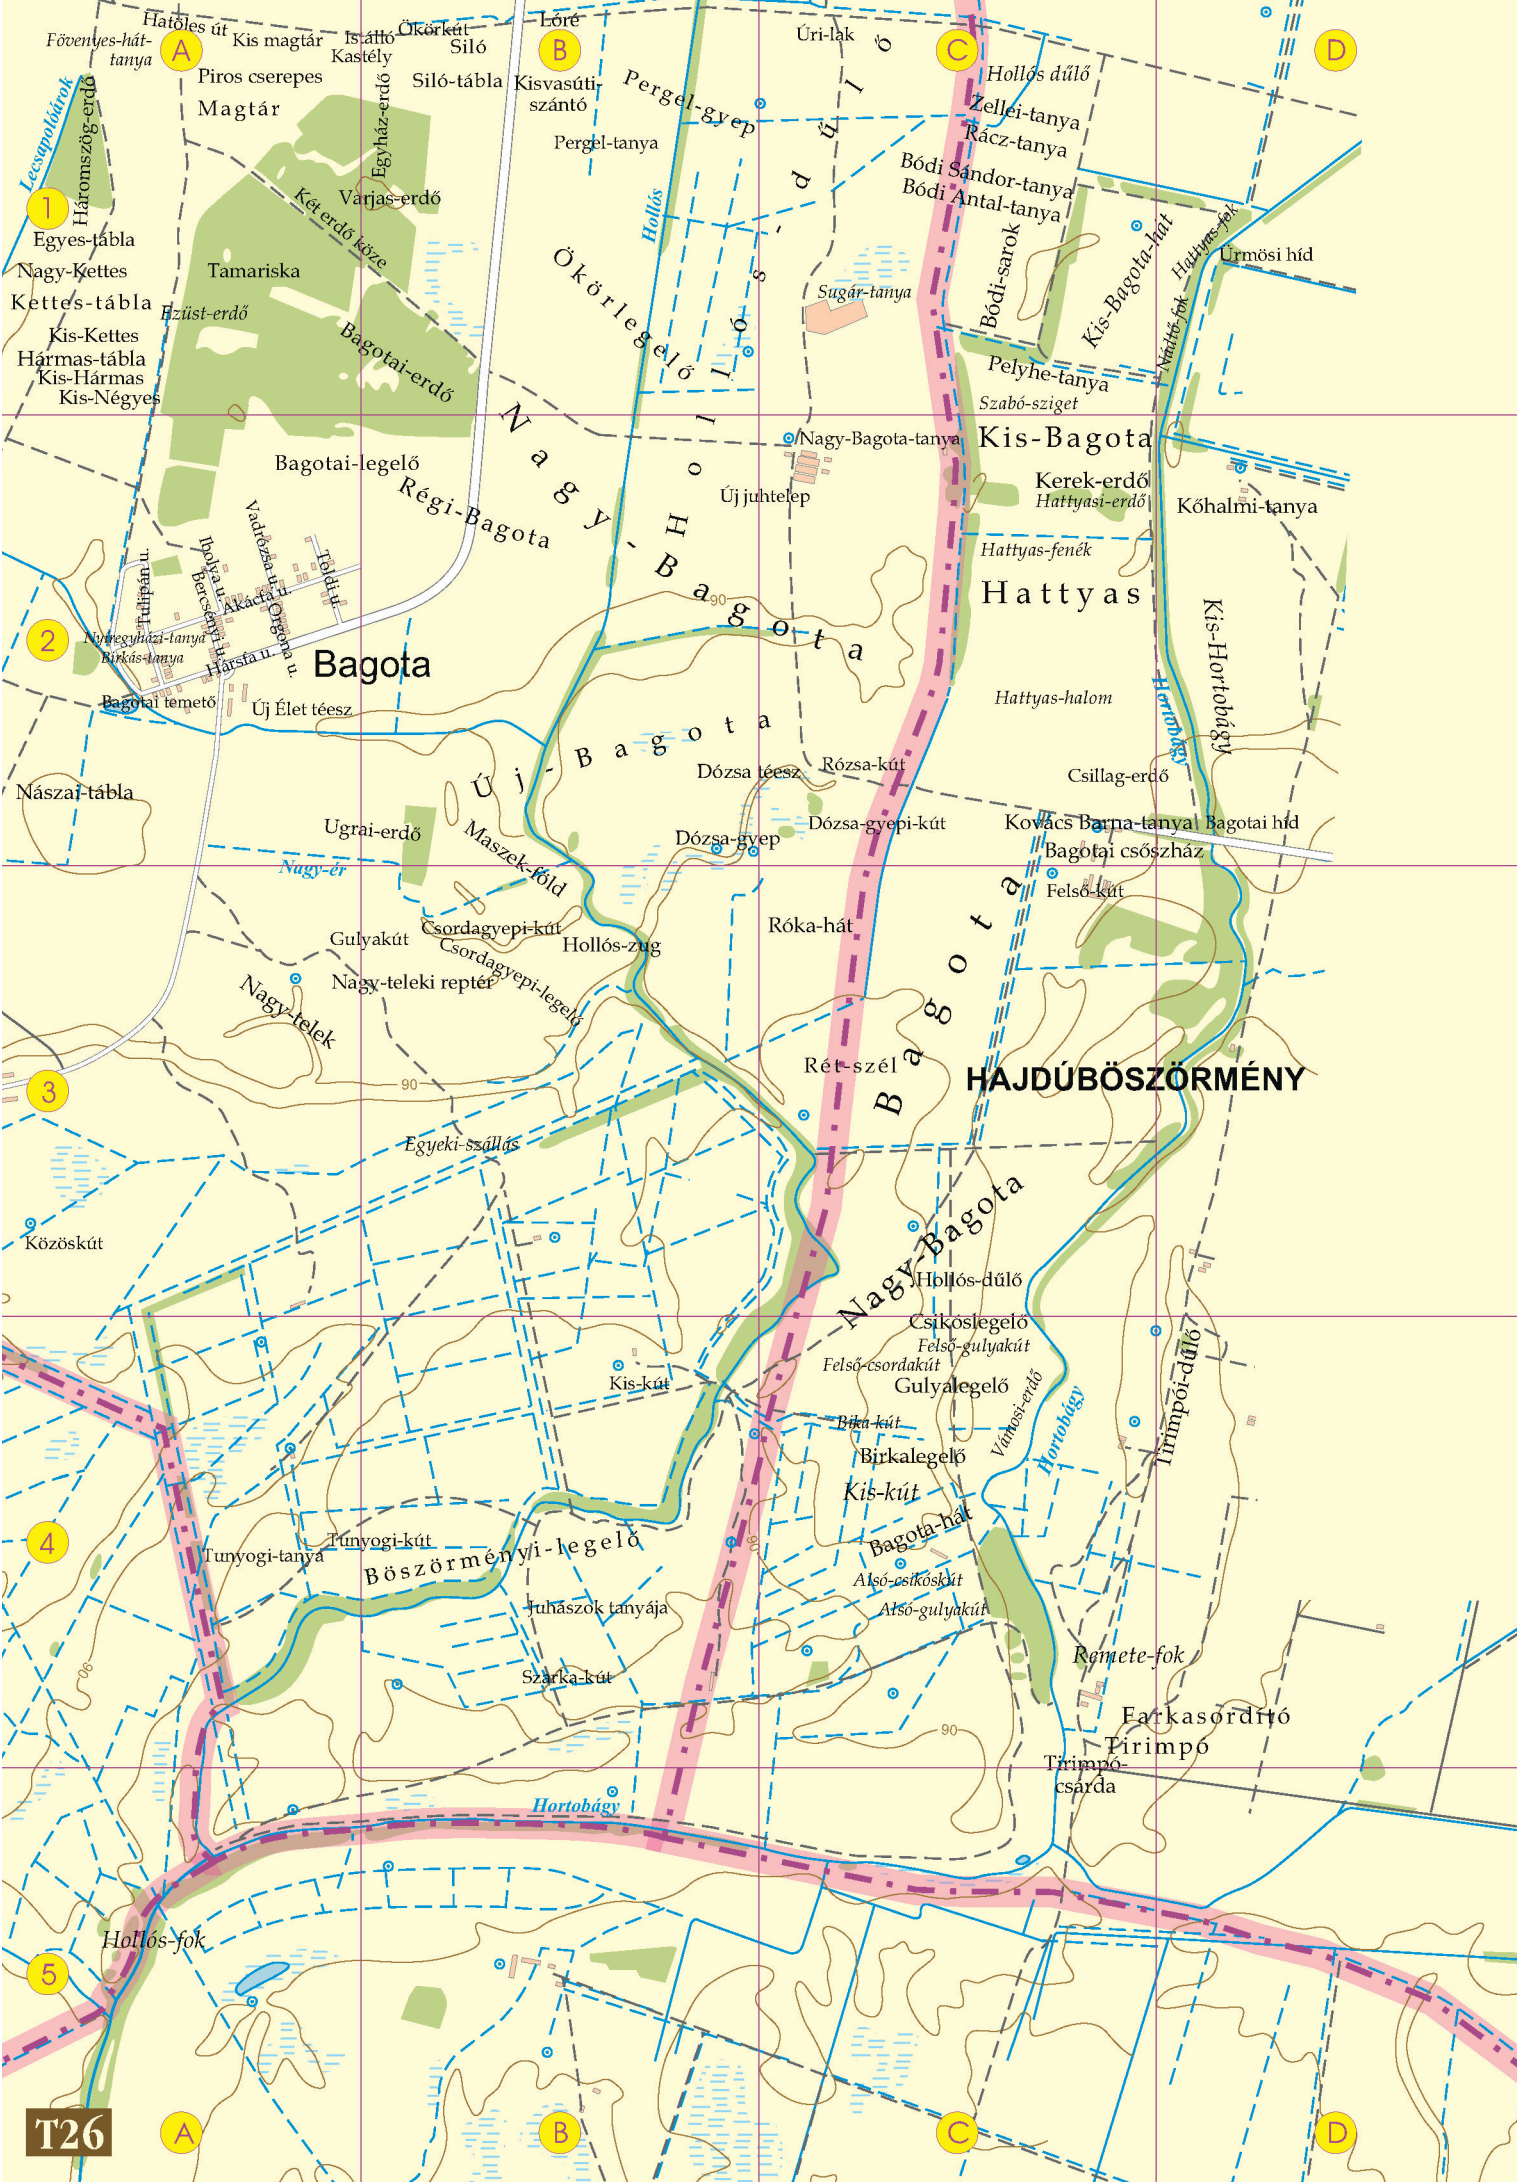 Hatöles út
Ökörkút
Lóré
Fövenyes-hát-
tanya
A
Kis magtár
Istálló
Kastély
Siló
B
Úri-lak
C
D
Piros cserepes
Siló-tábla
Kisvasúti-
szántó
Pergel-gyep
Hollós dűlő
Magtár
Egyház-erdő
Zellei-tanya
Lecsapolóárok
Háromszög-erdő
Pergel-tanya
Rácz-tanya
Bódi Sándor-tanya
Bódi Antal-tanya
1
Varjas-erdő
Két erdő köze
Hollós
Hollós-dűlő
Egyes-tábla
Nagy-Kettes
Tamariska
Ökörlegelő
Bódi-sarok
Kis-Bagota-hát
Hattyas-fok
Ürmösi híd
Kettes-tábla
Ezüst-erdő
Sugár-tanya
Nádtő-fok
Kis-Kettes
Hármas-tábla
Kis-Hármas
Kis-Négyes
Bagotai-erdő
Pelyhe-tanya
Szabó-sziget
Nagy-Bagota
Nagy-Bagota-tanya
Kis-Bagota
Bagotai-legelő
Régi-Bagota
Új juhtelep
Kerek-erdő
Hattyasi-erdő
Kőhalmi-tanya
Vadrózsa u.
Ibolya u.
Toldi u.
Tulipán u.
Bercsényi u.
Akácfa u.
Orgona u.
Hattyas-fenék
Hattyas
90
2
Nyíregyházi-tanya
Birkás-tanya
Hársfa u.
Bagota
Kis-Hortobágy
Bagotai temető
Új Élet téesz
Hattyas-halom
Hortobágy
Új-Bagota
Dózsa téesz
Rózsa-kút
Csillag-erdő
Nászai-tábla
Ugrai-erdő
Maszek-föld
Dózsa-gyep
Dózsa-gyepi-kút
Kovács Barna-tanya
Bagotai híd
Bagotai csőszház
Nagy-ér
Felső-kút
Gulyakút
Csordagyepi-kút
Hollós-zug
Róka-hát
Bagota
Csordagyepi-legelő
Nagy-teleki reptér
Nagy-telek
Rét-szél
HAJDÚBÖSZÖRMÉNY
3
90
Egyeki-szállás
Közöskút
Nagy-Bagota
Hollós-dűlő
Csikóslegelő
Felső-gulyakút
Felső-csordakút
Kis-kút
Gulyalegelő
Vámosi-erdő
Hortobágy
Tirimpói-dűlő
Bika-kút
Birkalegelő
Kis-kút
Bagota-hát
4
Tunyogi-tanya
Tunyogi-kút
Böszörményi-legelő
90
Alsó-csikóskút
Juhászok tanyája
Alsó-gulyakút
Remete-fok
Szárka-kút
90
Farkasordító
90
Tirimpó
Tirimpó-
csárda
Hortobágy
Hollós-fok
5
T26
A
B
C
D